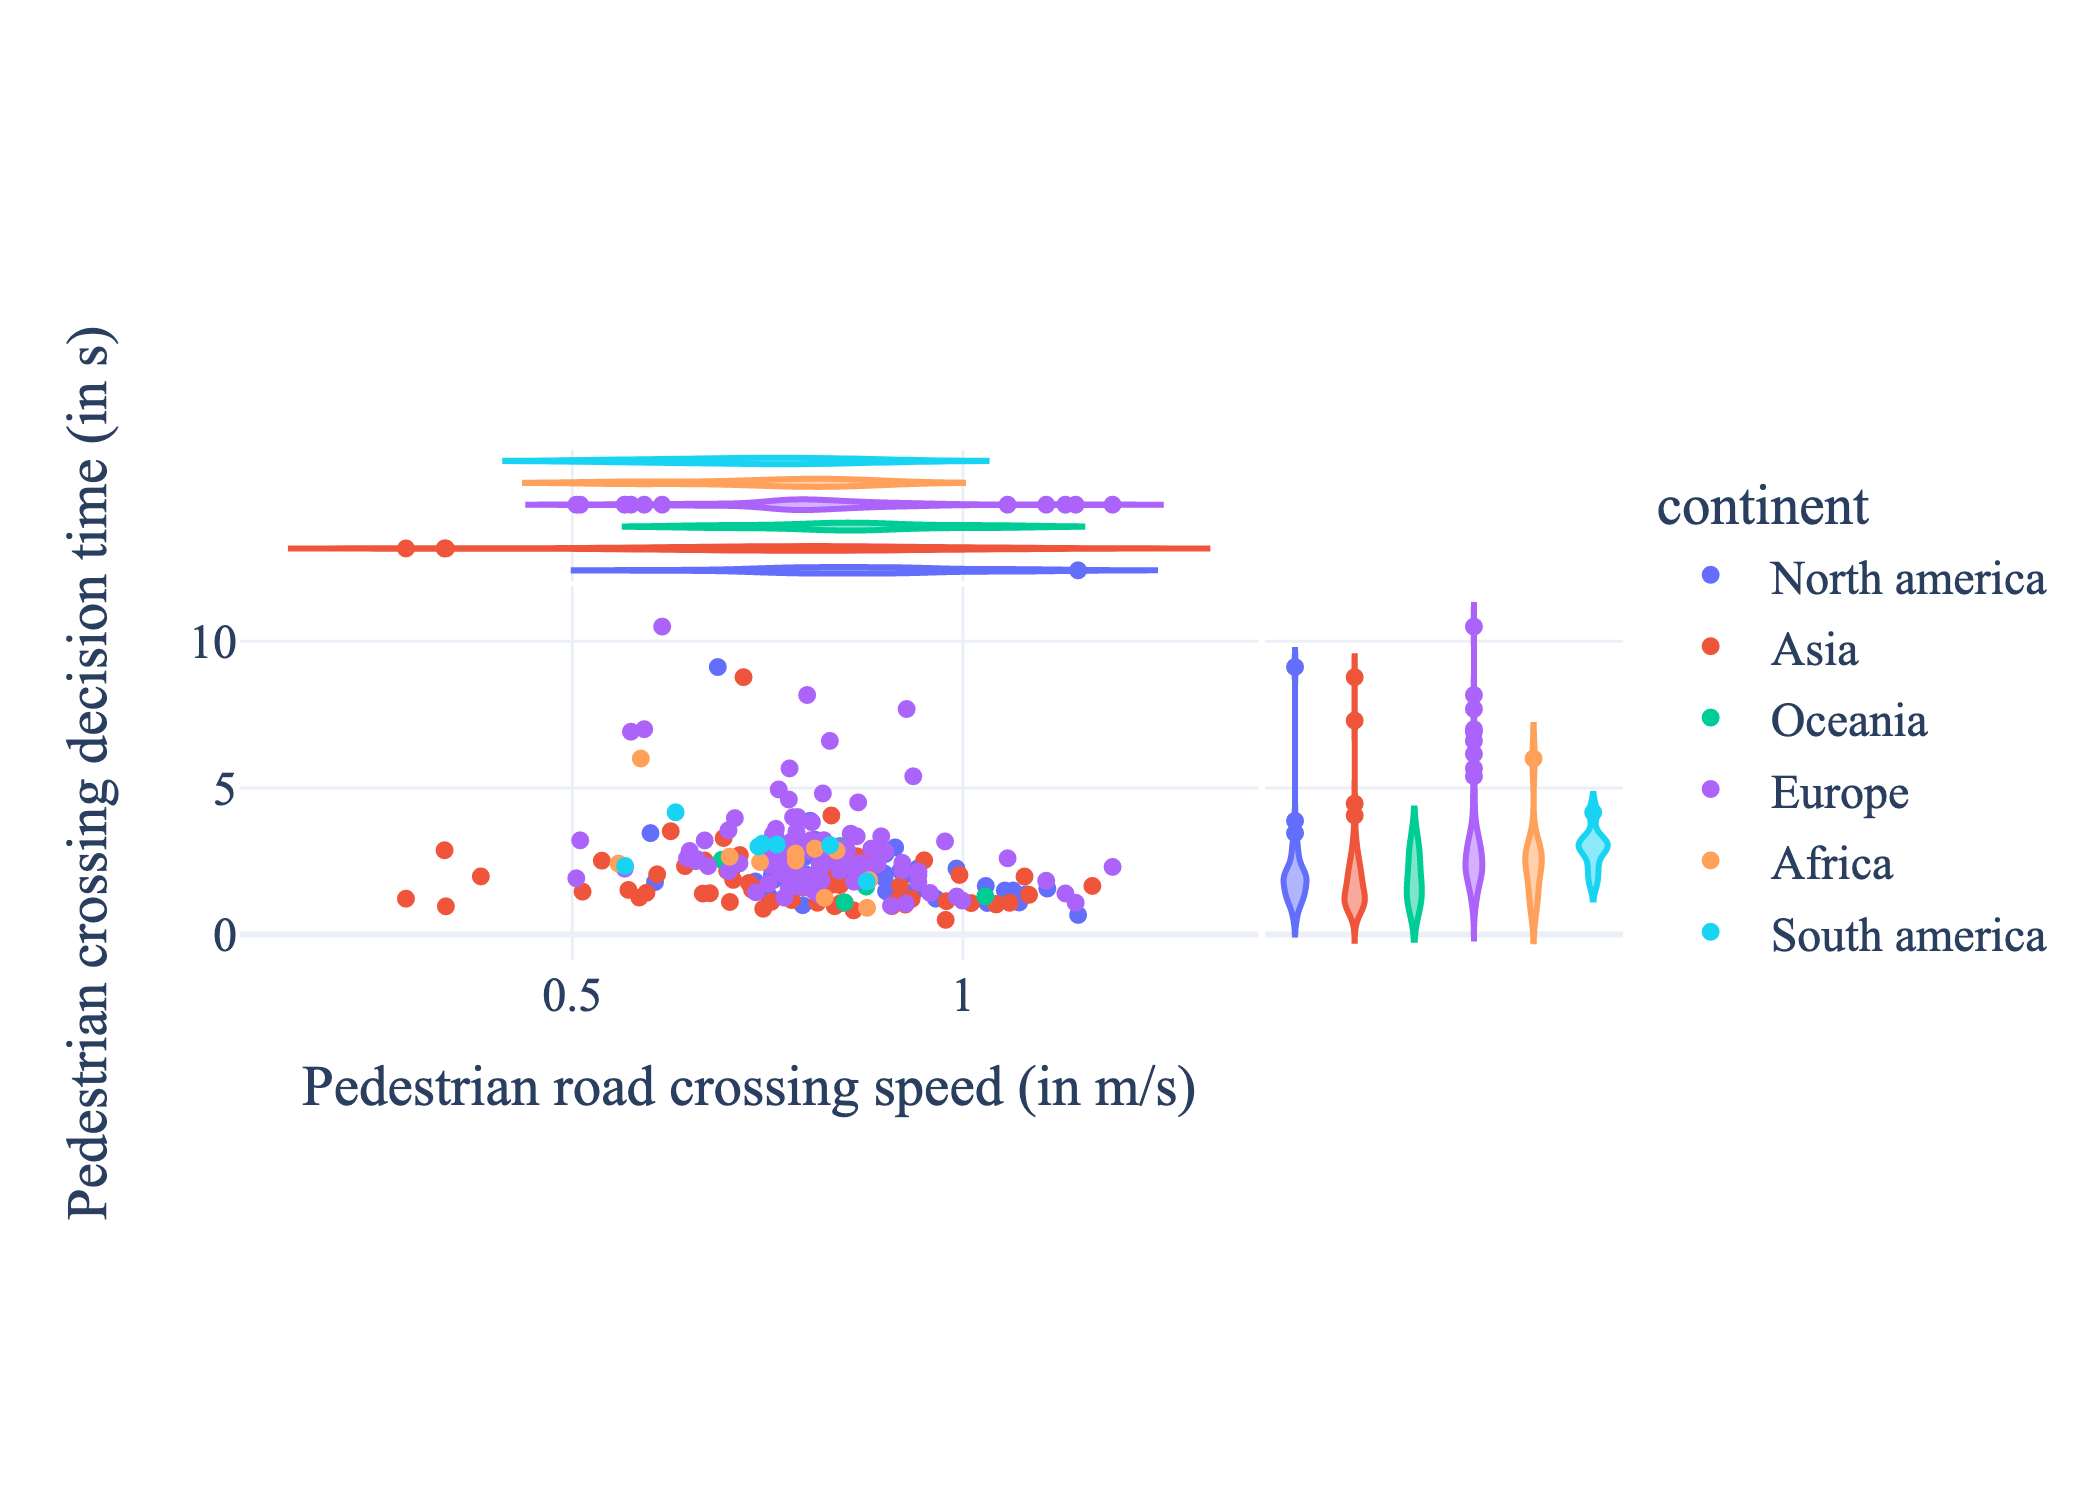 Pedestrian crossing decision time (in s)
10
5
0
0.5
1
Pedestrian road crossing speed (in m/s)
continent
North america
Asia
Oceania
Europe
Africa
South america